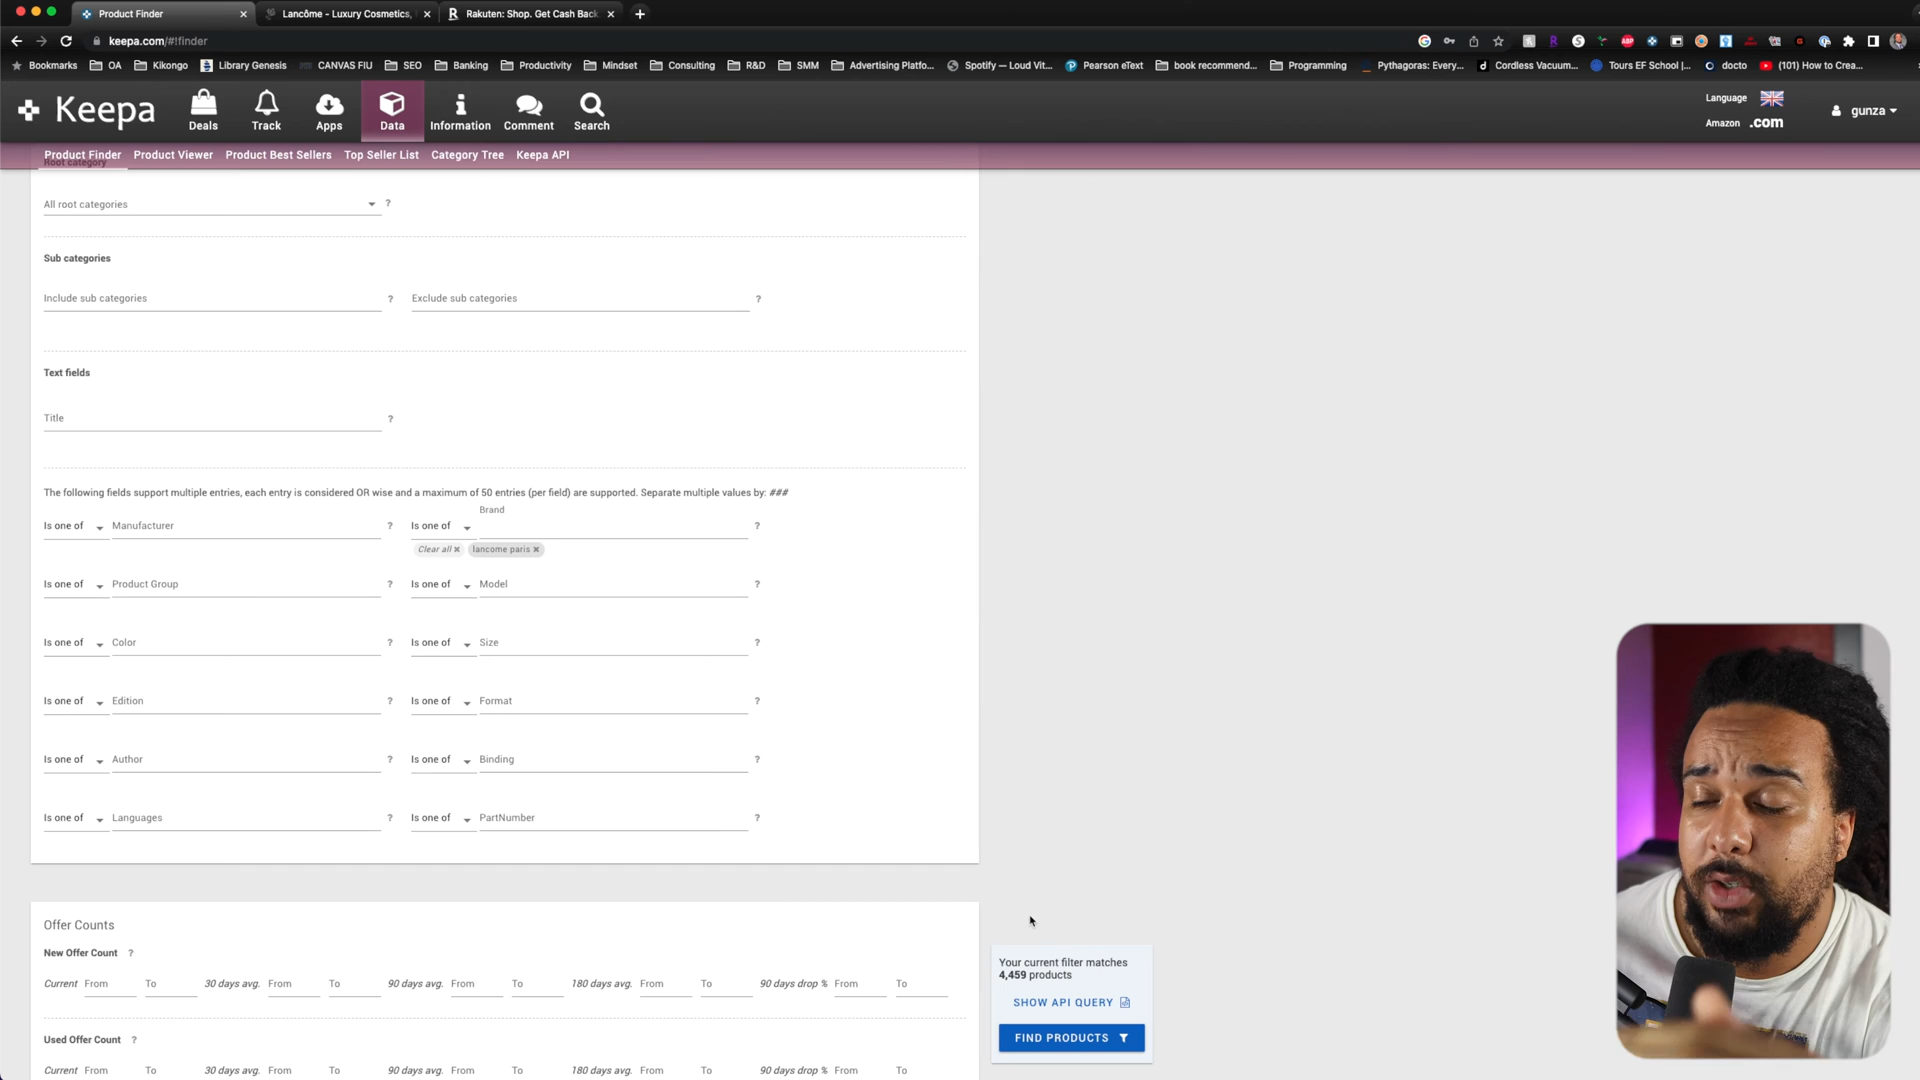 Product Finder
Lancôme - Luxury Cosmetics,
Rakuten: Shop. Get Cash Back
keepa.com/#!finder
Bookmarks OA Kikongo Library Genesis CANVAS FIU SEO Banking Productivity Mindset Consulting R&D SMM Advertising Platfo... Spotify – Loud Vit... Pearson eText book recommend... Programming Pythagoras: Every... Cordless Vacuum... Tours EF School |... docto (101) How to Crea...
Keepa Deals Track Apps Data Information Comment Search
Language
Amazon .com
gunza
Product Finder Product Viewer Product Best Sellers Top Seller List Category Tree Keepa API
Root category
All root categories ?
Sub categories
Include sub categories ? Exclude sub categories ?
Text fields
Title ?
The following fields support multiple entries, each entry is considered OR wise and a maximum of 50 entries (per field) are supported. Separate multiple values by: ###
Brand
Is one of Manufacturer ? Is one of ?
Clear all × lancome paris ×
Is one of Product Group ? Is one of Model ?
Is one of Color ? Is one of Size ?
Is one of Edition ? Is one of Format ?
Is one of Author ? Is one of Binding ?
Is one of Languages ? Is one of PartNumber ?
Offer Counts
New Offer Count ?
Current From To 30 days avg. From To 90 days avg. From To 180 days avg. From To 90 days drop % From To
Used Offer Count ?
Current From To 30 days avg. From To 90 days avg. From To 180 days avg. From To 90 days drop % From To
Your current filter matches
4,459 products
SHOW API QUERY
FIND PRODUCTS